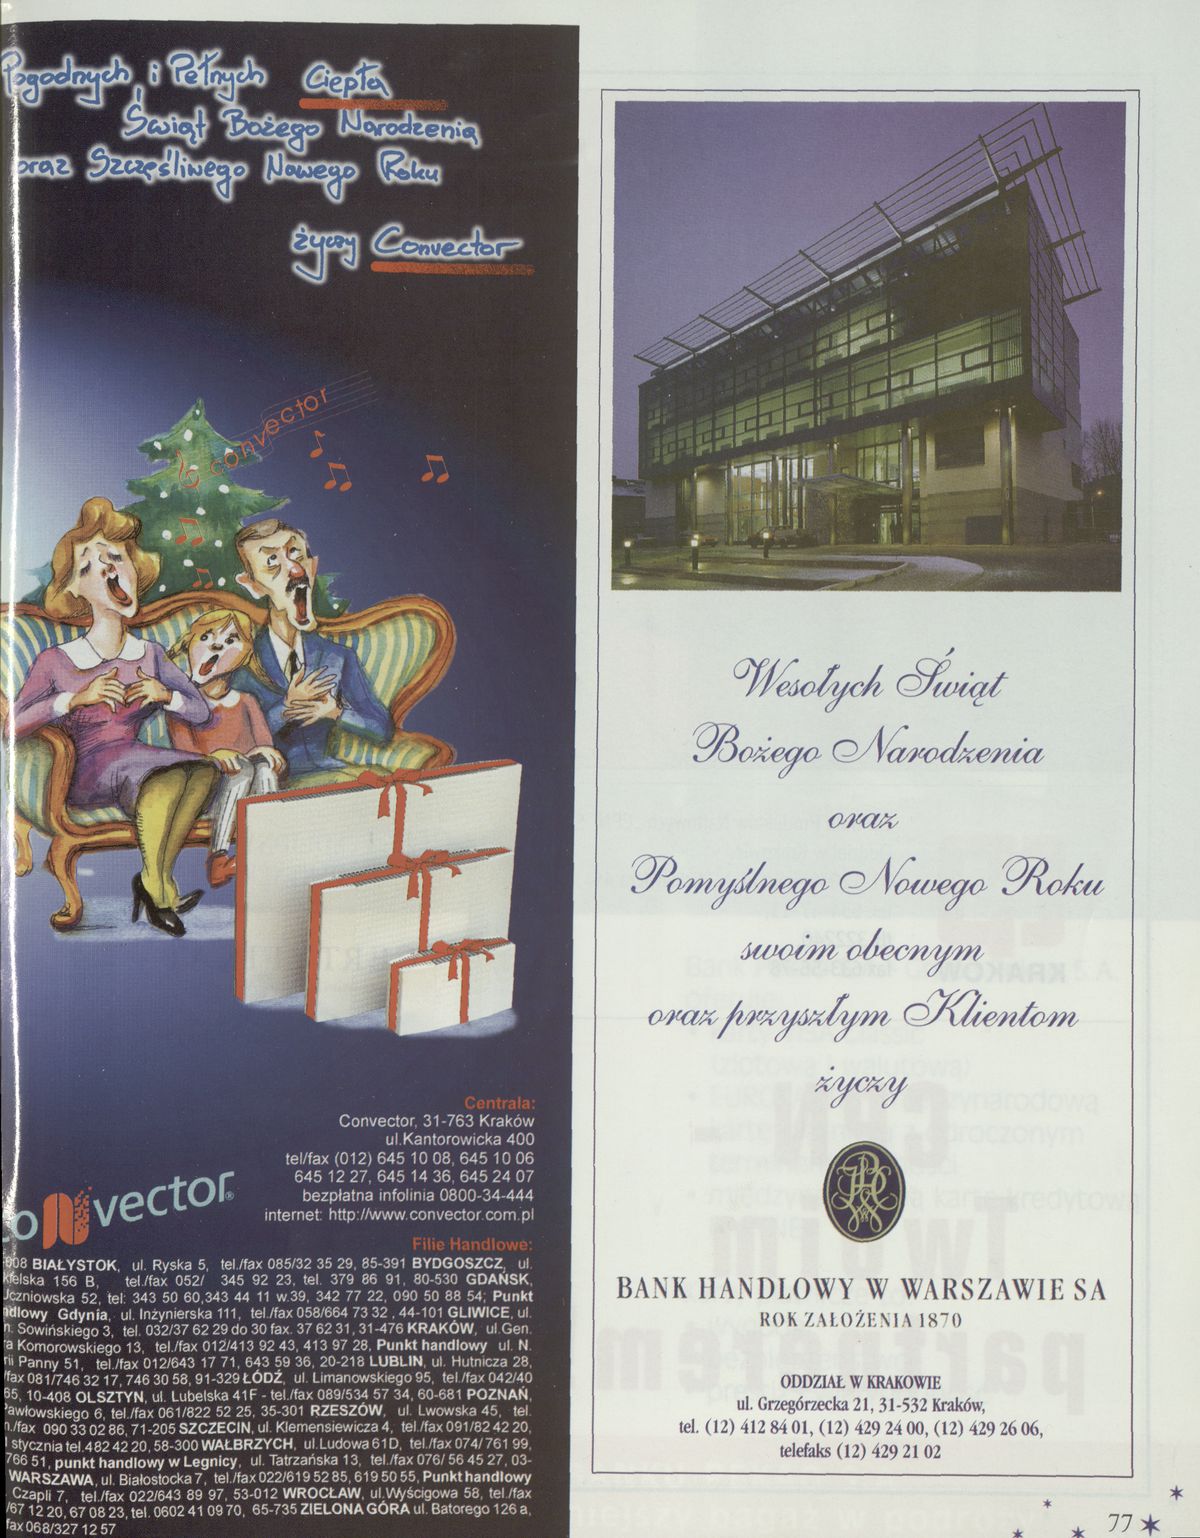 Pogodnych i Pełnych Ciepła
Świąt Bożego Narodzenia
oraz Szczęśliwego Nowego Roku
życzy Convector
convector
Centrala:
Convector, 31-763 Kraków
ul.Kantorowicka 400
tel/fax (012) 645 10 08, 645 10 06
645 12 27, 645 14 36, 645 24 07
bezpłatna infolinia 0800-34-444
internet: http://www.convector.com.pl
coNvector®
Filie Handlowe:
008 BIAŁYSTOK, ul. Ryska 5, tel./fax 085/32 35 29, 85-391 BYDGOSZCZ, ul.
156 B, tel./fax 052/ 345 92 23, tel. 379 86 91, 80-530 GDAŃSK,
Uczniowska 52, tel: 343 50 60,343 44 11 w.39, 342 77 22, 090 50 88 54; Punkt
Gdynia, ul. Inżynierska 111, tel./fax 058/664 73 32 , 44-101 GLIWICE, ul.
Sowińskiego 3, tel. 032/37 62 29 do 30 fax. 37 62 31, 31-476 KRAKÓW, ul.Gen.
Komorowskiego 13, tel./fax 012/413 92 43, 413 97 28, Punkt handlowy ul. N.
Panny 51, tel./fax 012/643 17 71, 643 59 36, 20-218 LUBLIN, ul. Hutnicza 28,
fax 081/746 32 17, 746 30 58, 91-329 ŁÓDŹ, ul. Limanowskiego 95, tel./fax 042/40
65, 10-408 OLSZTYN, ul. Lubelska 41F - tel./fax 089/534 57 34, 60-681 POZNAŃ,
Pawłowskiego 6, tel./fax 061/822 52 25, 35-301 RZESZÓW, ul. Lwowska 45, tel.
/fax 090 33 02 86, 71-205 SZCZECIN, ul. Klemensiewicza 4, tel./fax 091/82 42 20,
stycznia tel.482 42 20, 58-300 WAŁBRZYCH, ul.Ludowa 61D, tel./fax 074/ 761 99,
766 51, punkt handlowy w Legnicy, ul. Tatrzańska 13, tel./fax 076/ 56 45 27, 03-
WARSZAWA, ul. Białostocka 7, tel./fax 022/619 52 85, 619 50 55, Punkt handlowy
Czapli 7, tel./fax 022/643 89 97, 53-012 WROCŁAW, ul.Wyścigowa 58, tel./fax
/67 12 20, 67 08 23, tel. 0602 41 09 70, 65-735 ZIELONA GÓRA ul. Batorego 126 a,
fax 068/327 12 57
Wesołych Świąt
Bożego Narodzenia
oraz
Pomyślnego Nowego Roku
swoim obecnym
oraz przyszłym Klientom
życzy
BANK HANDLOWY W WARSZAWIE SA
ROK ZAŁOŻENIA 1870
ODDZIAŁ W KRAKOWIE
ul. Grzegórzecka 21, 31-532 Kraków,
tel. (12) 412 84 01, (12) 429 24 00, (12) 429 26 06,
telefaks (12) 429 21 02
77